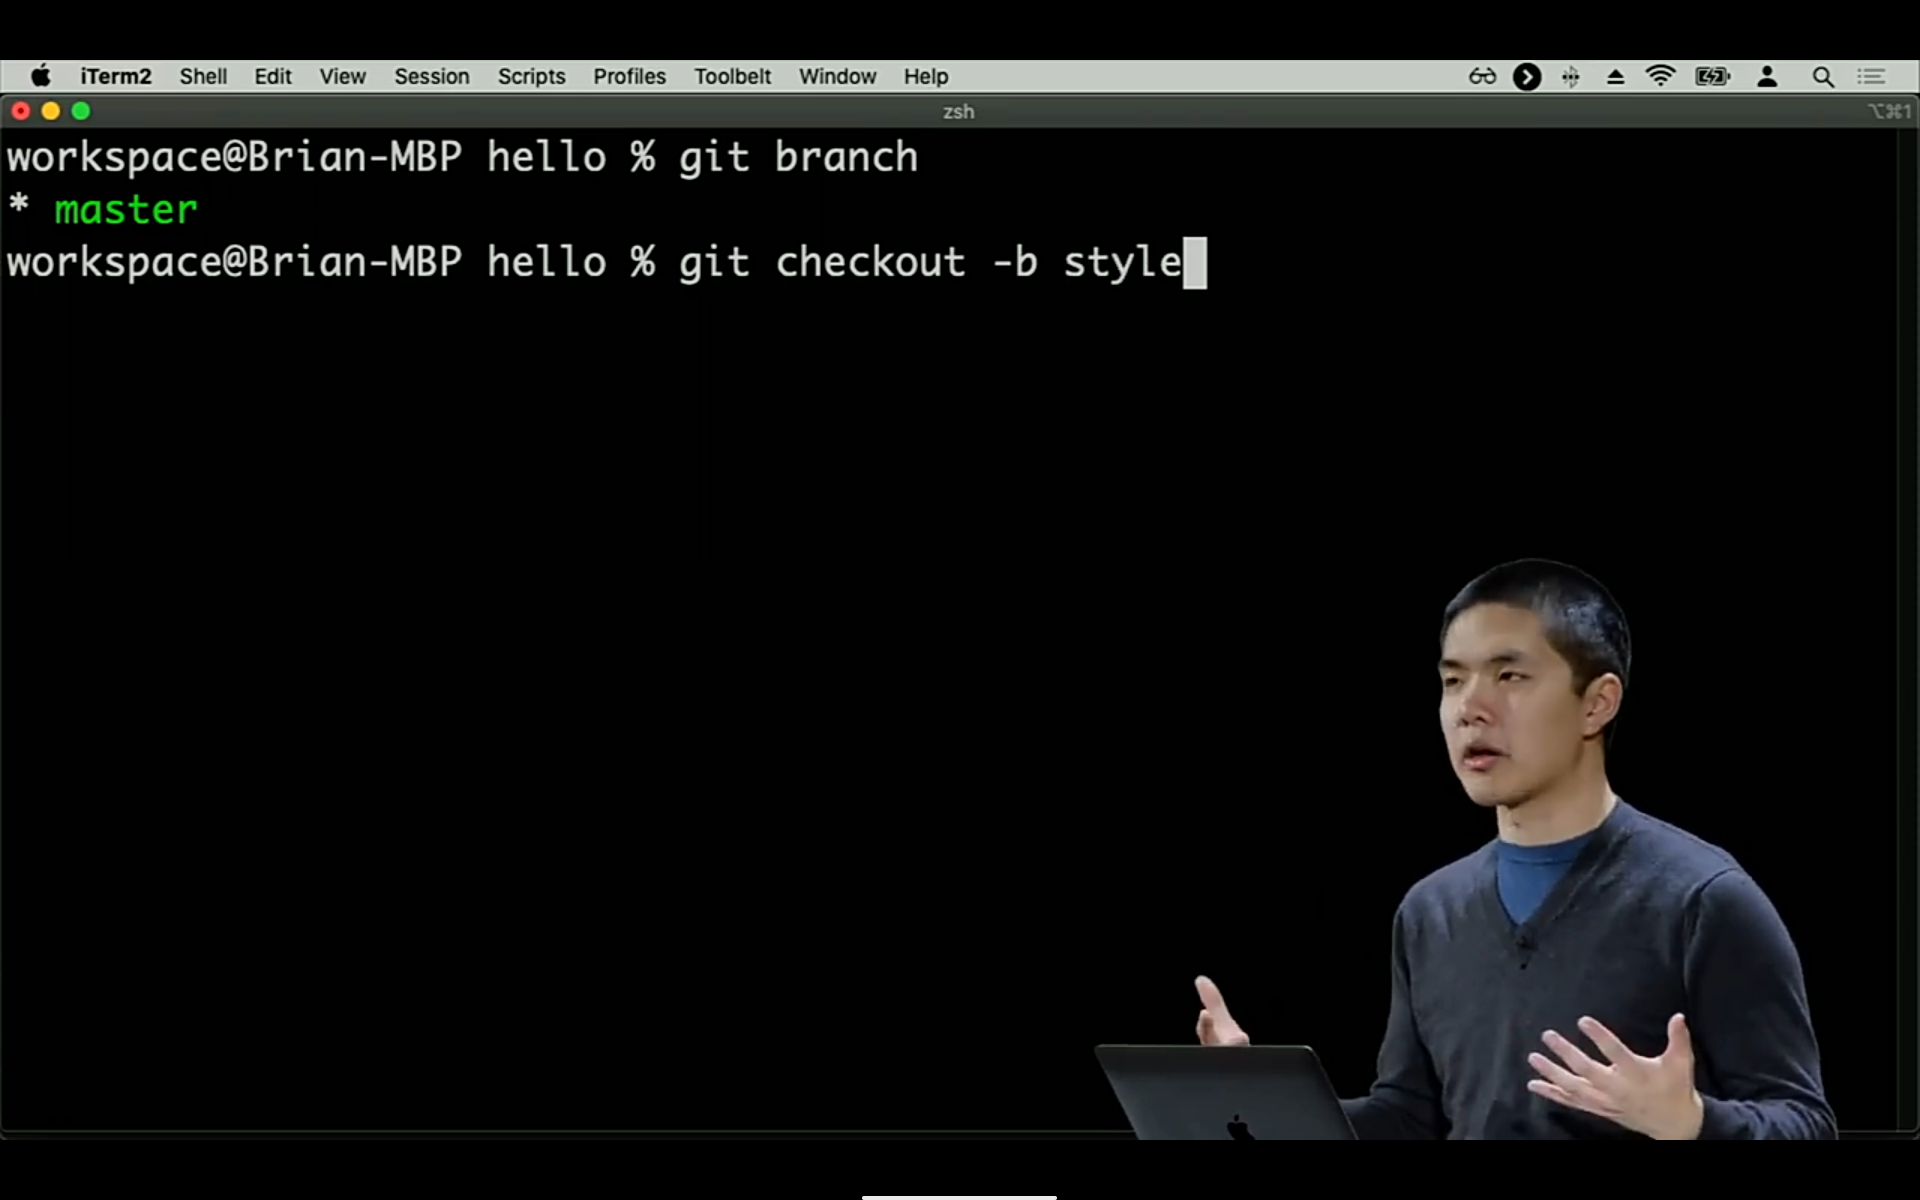 iTerm2 Shell Edit View Session Scripts Profiles Toolbelt Window Help
zsh ⌥⌘1
workspace@Brian-MBP hello % git branch
* master
workspace@Brian-MBP hello % git checkout -b style